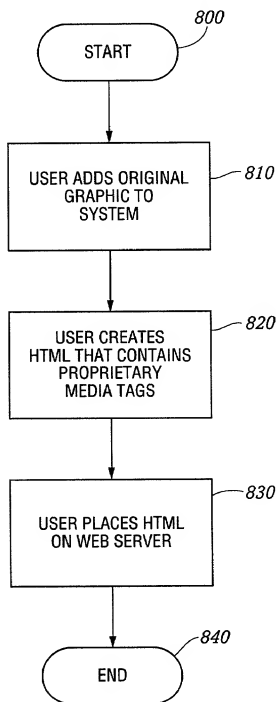 800
START
810
USER ADDS ORIGINAL
GRAPHIC TO
SYSTEM
820
USER CREATES
HTML THAT CONTAINS
PROPRIETARY
MEDIA TAGS
830
USER PLACES HTML
ON WEB SERVER
840
END